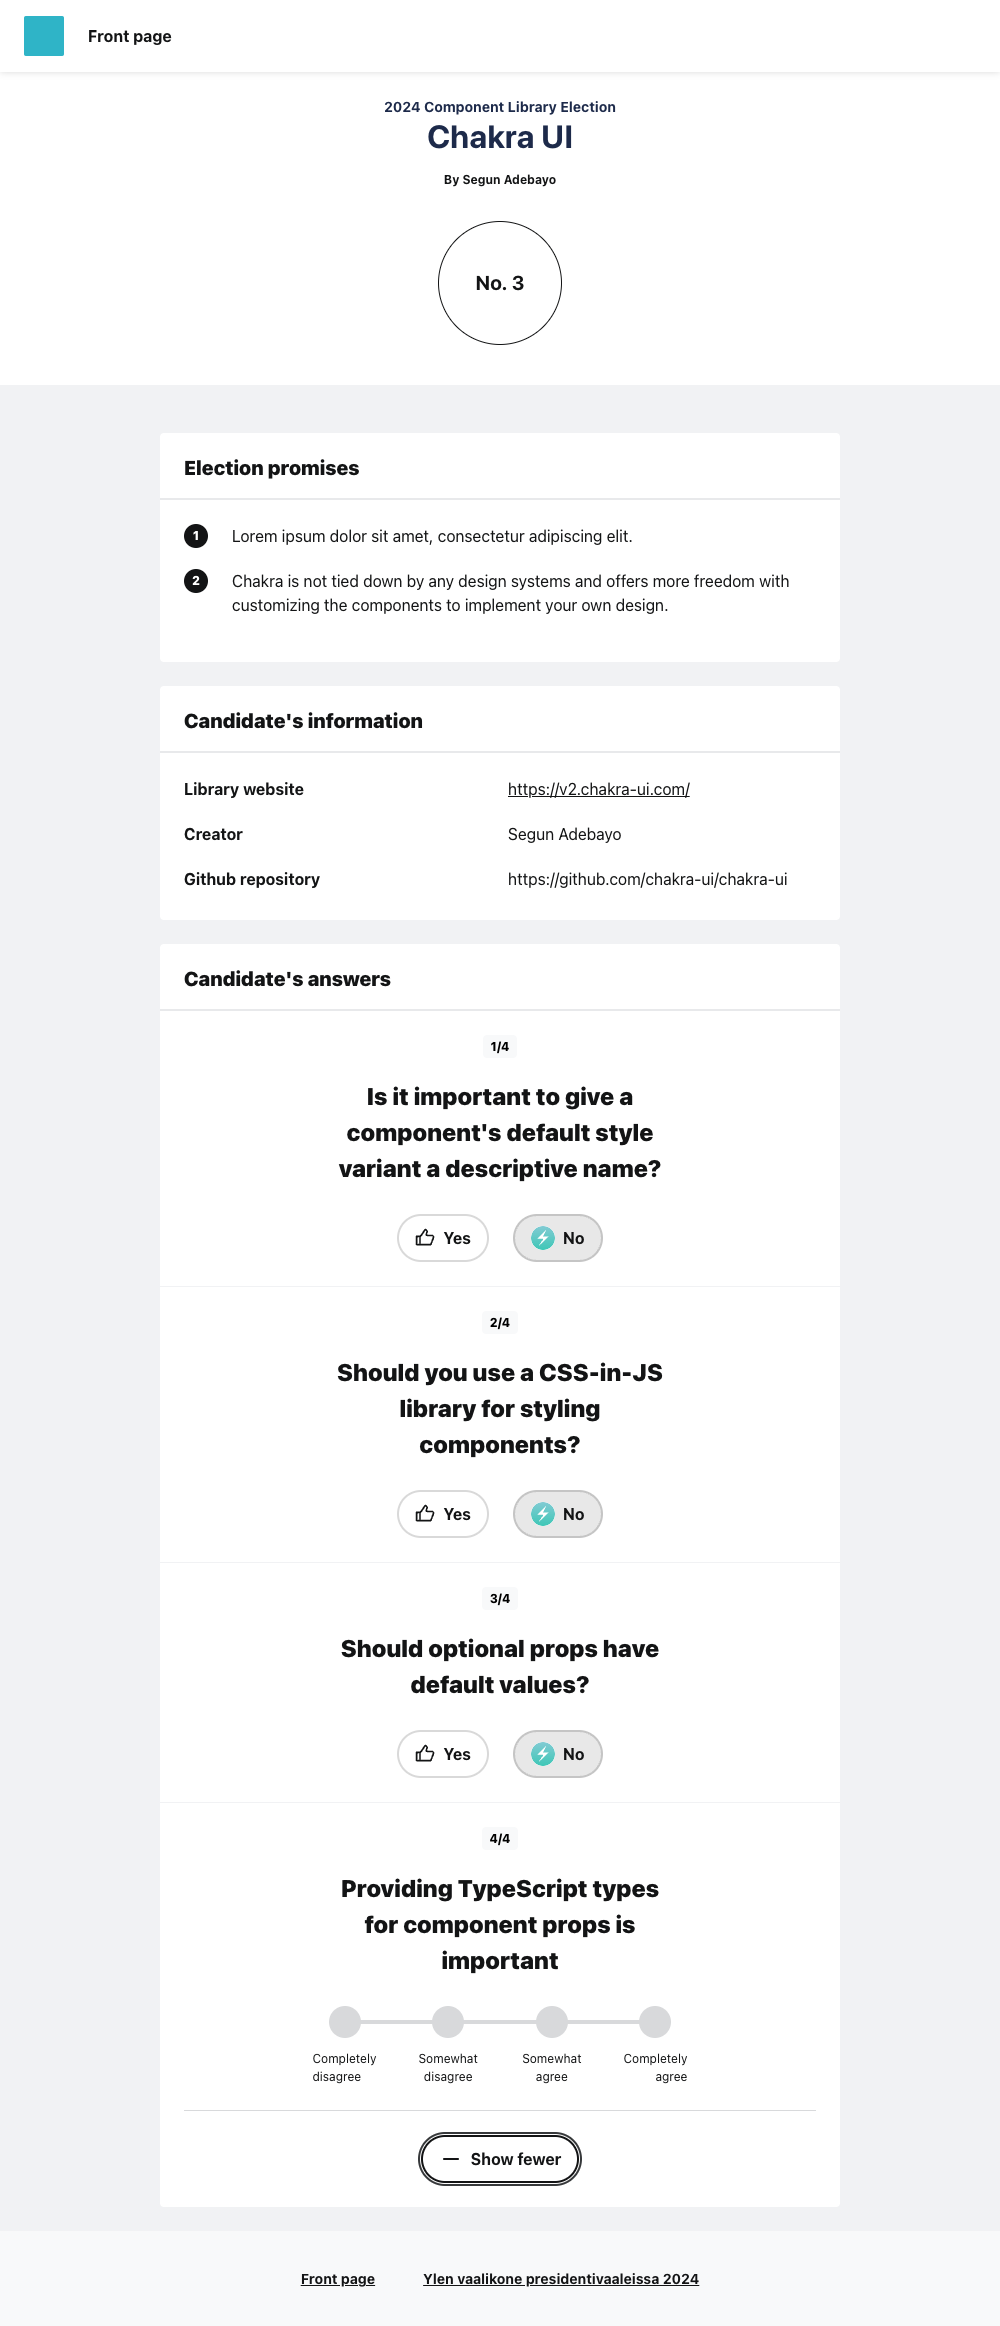 Front page
2024 Component Library Election
Chakra UI
By Segun Adebayo
No. 3
Election promises
1 Lorem ipsum dolor sit amet, consectetur adipiscing elit.
2 Chakra is not tied down by any design systems and offers more freedom with
customizing the components to implement your own design.
Candidate's information
Library website https://v2.chakra-ui.com/
Creator Segun Adebayo
Github repository https://github.com/chakra-ui/chakra-ui
Candidate's answers
1/4
Is it important to give a
component's default style
variant a descriptive name?
Yes No
2/4
Should you use a CSS-in-JS
library for styling
components?
Yes No
3/4
Should optional props have
default values?
Yes No
4/4
Providing TypeScript types
for component props is
important
Completely disagree
Somewhat disagree
Somewhat agree
Completely agree
Show fewer
Front page Ylen vaalikone presidentivaaleissa 2024